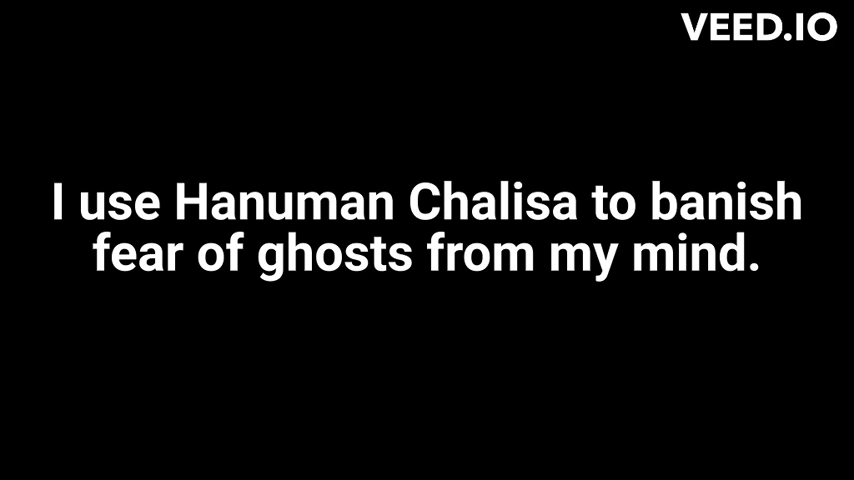 VEED.IO
I use Hanuman Chalisa to banish
fear of ghosts from my mind.